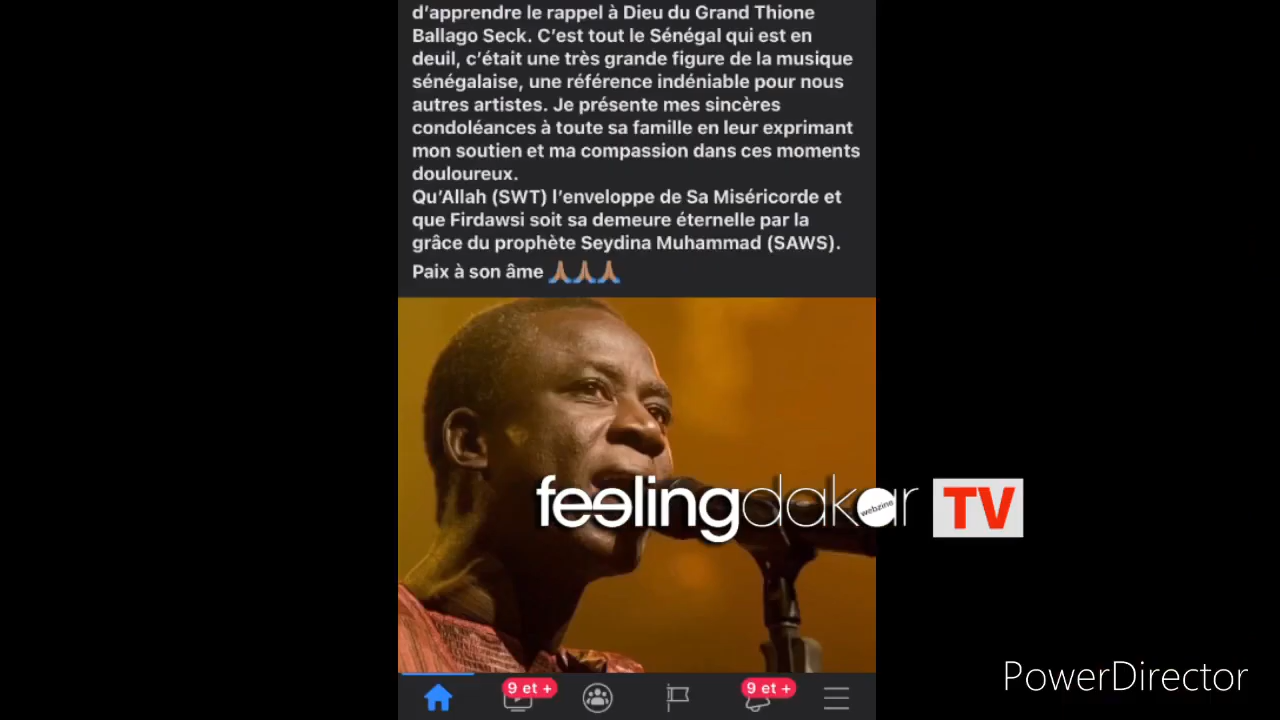 d’apprendre le rappel à Dieu du Grand Thione
Ballago Seck. C’est tout le Sénégal qui est en
deuil, c’était une très grande figure de la musique
sénégalaise, une référence indéniable pour nous
autres artistes. Je présente mes sincères
condoléances à toute sa famille en leur exprimant
mon soutien et ma compassion dans ces moments
douloureux.
Qu’Allah (SWT) l’enveloppe de Sa Miséricorde et
que Firdawsi soit sa demeure éternelle par la
grâce du prophète Seydina Muhammad (SAWS).
Paix à son âme 🙏🏽🙏🏽🙏🏽
feelingdakar webzine TV
PowerDirector
9 et +
9 et +